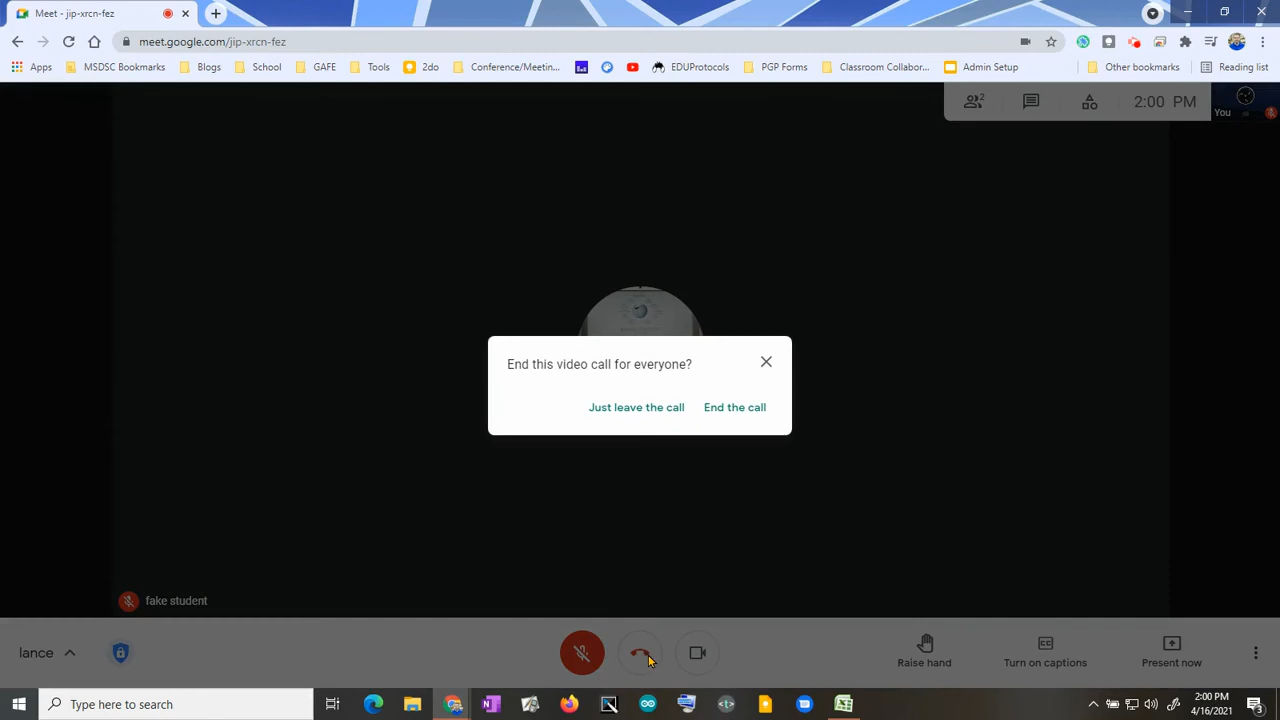 Meet - jip-xrcn-fez
meet.google.com/jip-xrcn-fez
Apps MSDSC Bookmarks Blogs School GAFE Tools 2do Conference/Meetin... EDUProtocols PGP Forms Classroom Collabor... Admin Setup Other bookmarks Reading list
2 2:00 PM
You
End this video call for everyone?
Just leave the call End the call
fake student
lance Raise hand Turn on captions Present now
Type here to search 2:00 PM
4/16/2021